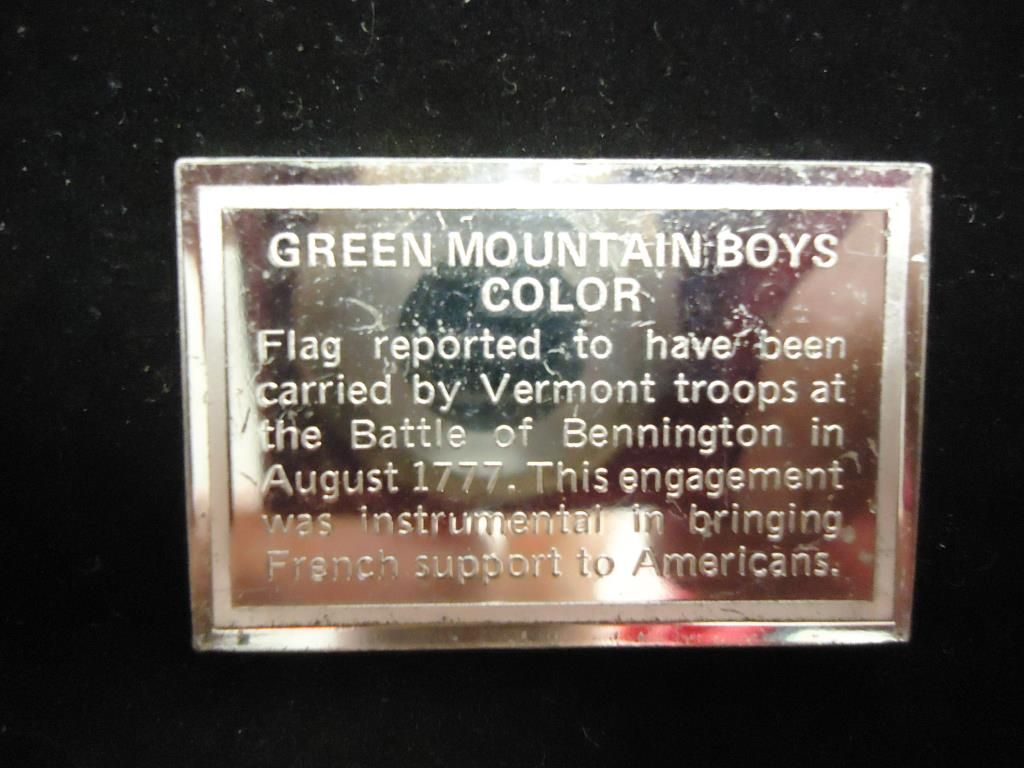 GREEN MOUNTAIN BOYS
COLOR
Flag reported to have been
carried by Vermont troops at
the Battle of Bennington in
August 1777. This engagement
was instrumental in bringing
French support to Americans.